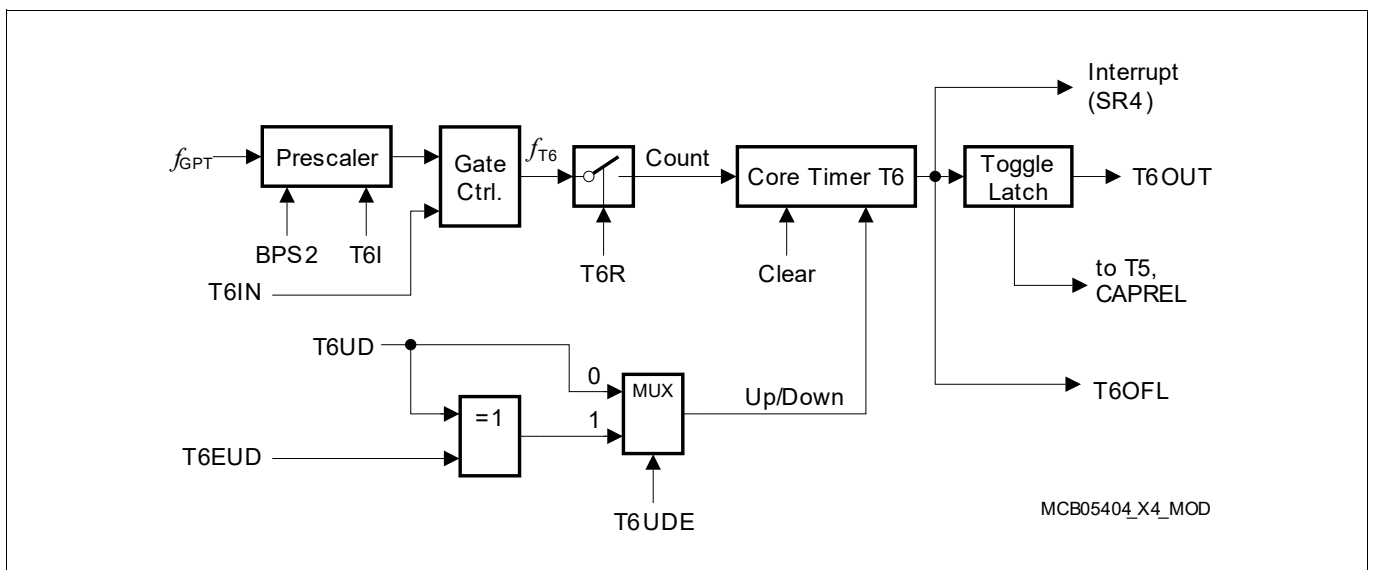 Interrupt
(SR4)
fGPT
Prescaler
Gate
Ctrl.
fT6
Count
Core Timer T6
Toggle
Latch
T6OUT
BPS2
T6I
T6IN
T6R
Clear
to T5,
CAPREL
T6UD
0
MUX
Up/Down
T6OFL
=1
1
T6EUD
T6UDE
MCB05404_X4_MOD